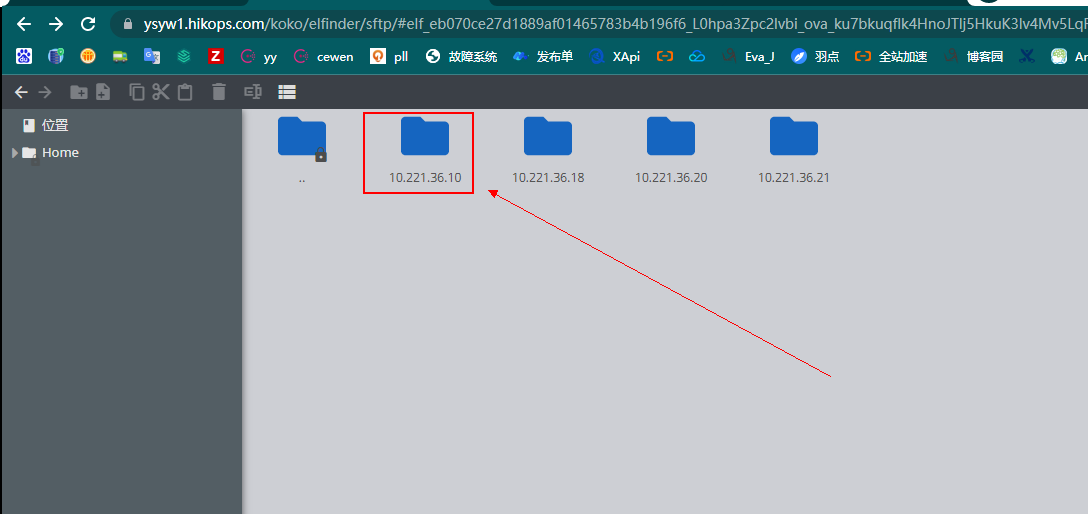 ysyw1.hikops.com/koko/elfinder/sftp/#elf_eb070ce27d1889af01465783b4b196f6_L0hpa3Zpc2lvbi_ova_ku7bkuqflk4HnoJTlj5HkuK3lv4Mv5LqF
yy cewen pll 故障系统 发布单 XApi Eva_J 羽点 全站加速 博客园 Ar
位置
Home
.. 10.221.36.10 10.221.36.18 10.221.36.20 10.221.36.21